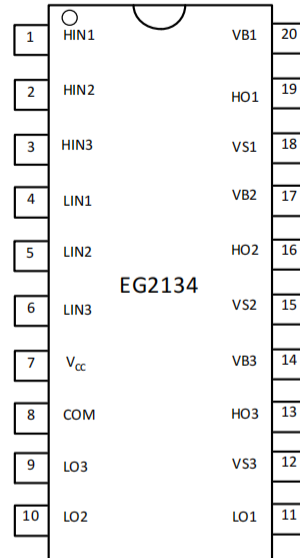 1 HIN1 VB1 20
2 HIN2 HO1 19
3 HIN3 VS1 18
4 LIN1 VB2 17
5 LIN2 HO2 16
EG2134
6 LIN3 VS2 15
7 VCC VB3 14
8 COM HO3 13
9 LO3 VS3 12
10 LO2 LO1 11